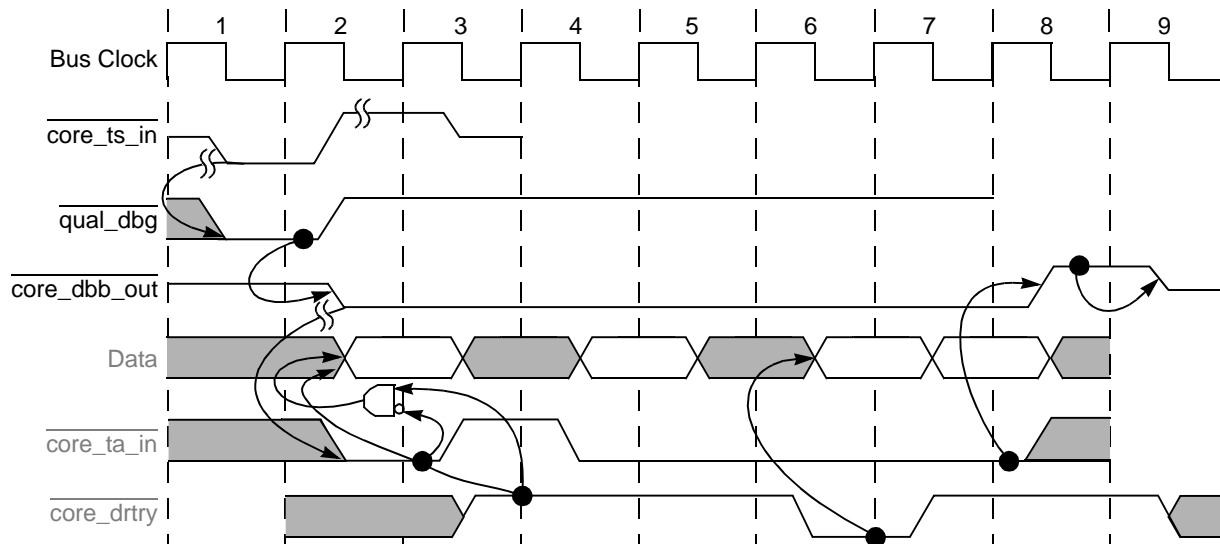 1 2 3 4 5 6 7 8 9
Bus Clock
core_ts_in
qual_dbg
core_dbb_out
Data
core_ta_in
core_drtry